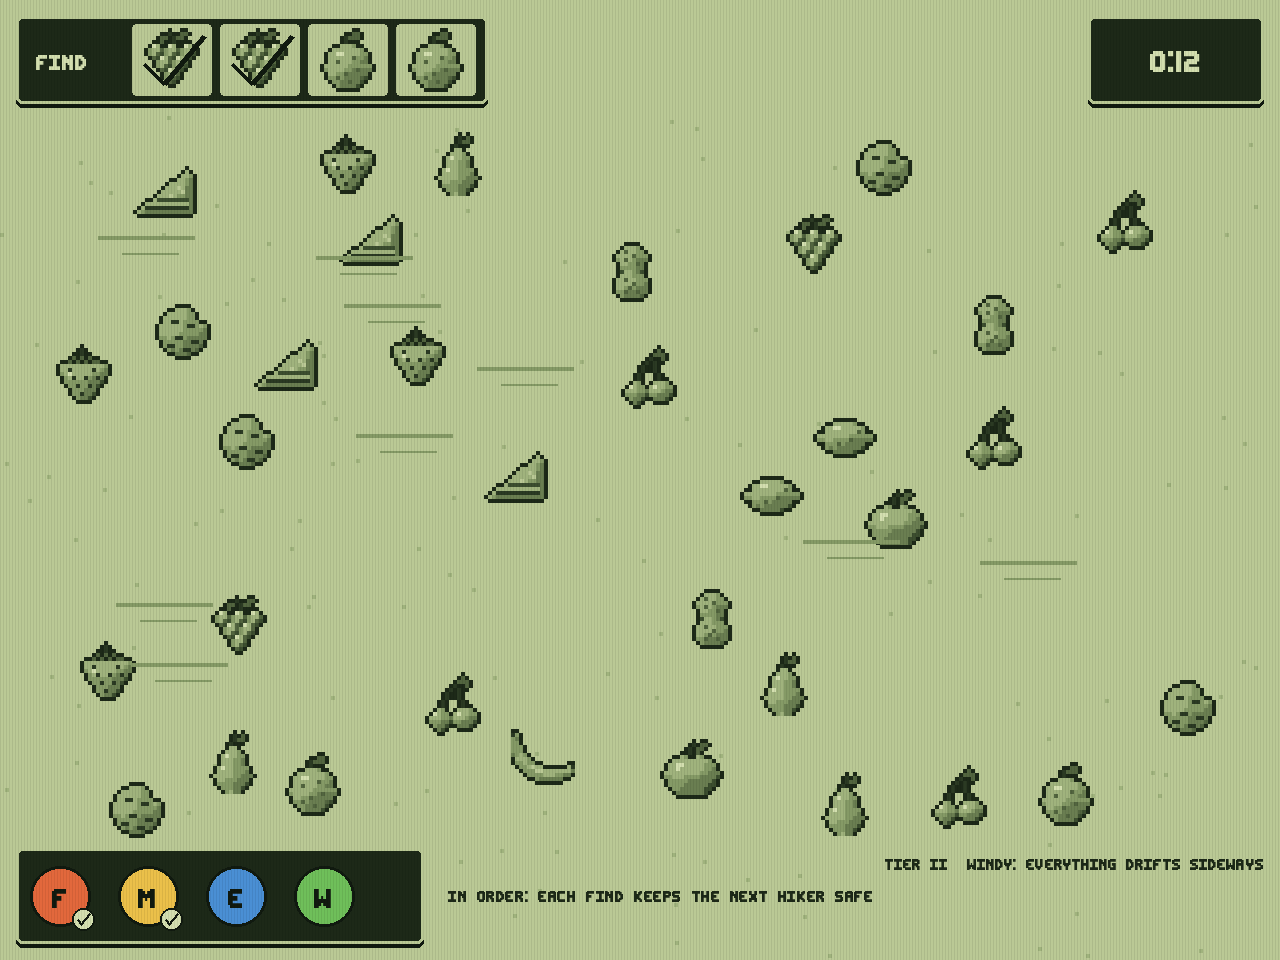 FIND
0:12
TIER II WINDY: EVERYTHING DRIFTS SIDEWAYS
F M E W
IN ORDER: EACH FIND KEEPS THE NEXT HIKER SAFE